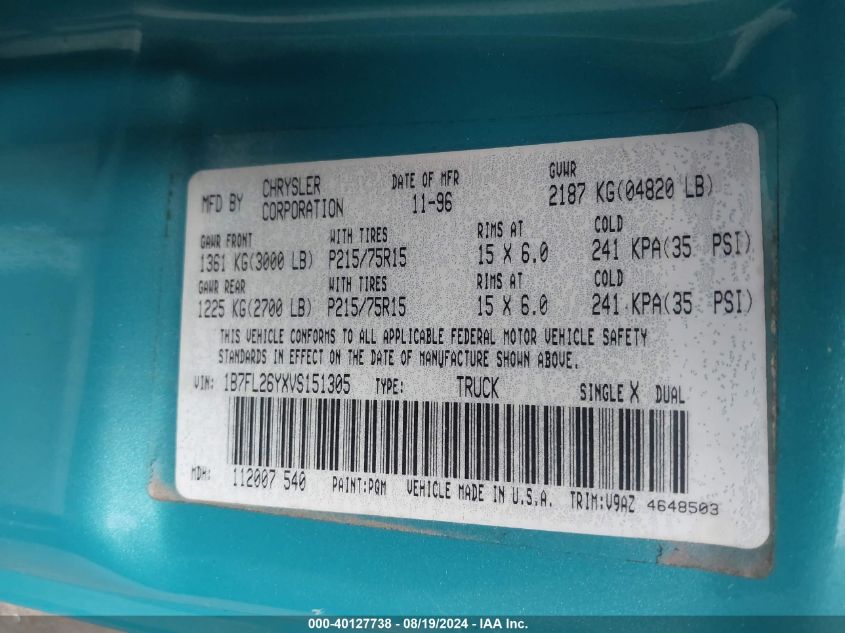 MFD BY CHRYSLER CORPORATION DATE OF MFR 11-96 GVWR 2187 KG(04820 LB)
GAWR FRONT WITH TIRES RIMS AT COLD
1361 KG(3000 LB) P215/75R15 15 X 6.0 241 KPA(35 PSI)
GAWR REAR WITH TIRES RIMS AT COLD
1225 KG(2700 LB) P215/75R15 15 X 6.0 241 KPA(35 PSI)
THIS VEHICLE CONFORMS TO ALL APPLICABLE FEDERAL MOTOR VEHICLE SAFETY
STANDARDS IN EFFECT ON THE DATE OF MANUFACTURE SHOWN ABOVE.
VIN: 1B7FL26YXVS151305 TYPE: TRUCK SINGLE X DUAL
MDH: 112007 540 PAINT:PQM VEHICLE MADE IN U.S.A. TRIM:V9AZ 4648503
000-40127738 - 08/19/2024 - IAA Inc.